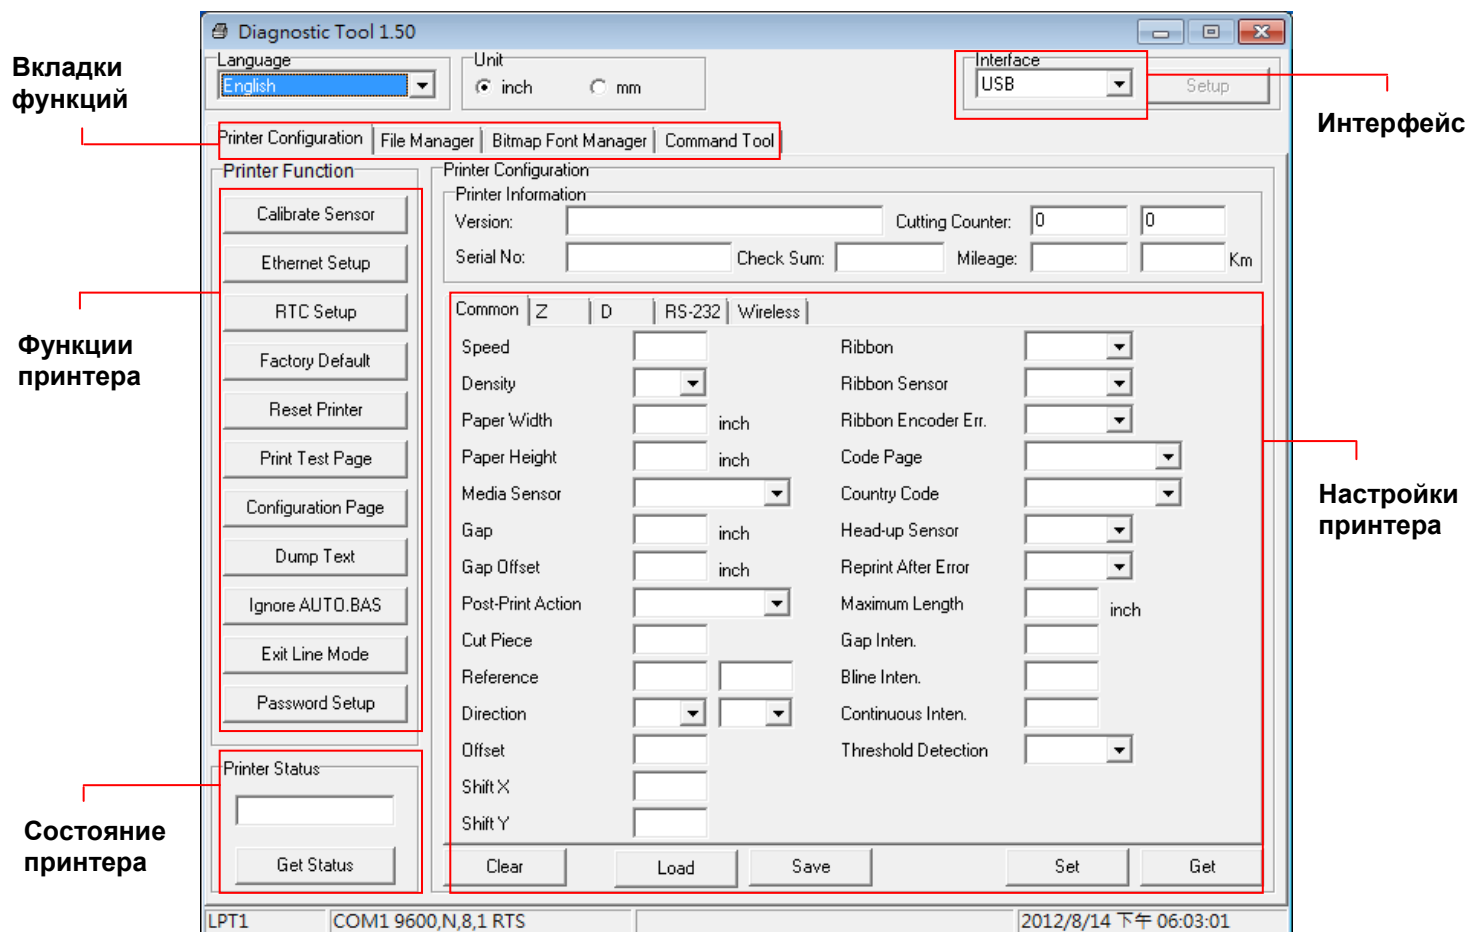 Diagnostic Tool 1.50
Вкладки
функций
Language
English
Unit
inch
mm
Interface
USB
Setup
Интерфейс
Printer Configuration
File Manager
Bitmap Font Manager
Command Tool
Printer Function
Calibrate Sensor
Ethernet Setup
RTC Setup
Factory Default
Reset Printer
Print Test Page
Configuration Page
Dump Text
Ignore AUTO.BAS
Exit Line Mode
Password Setup
Функции
принтера
Printer Status
Get Status
Состояние
принтера
Printer Configuration
Printer Information
Version:
Cutting Counter:
0
0
Serial No:
Check Sum:
Mileage:
Km
Common
Z
D
RS-232
Wireless
Speed
Density
Paper Width
inch
Paper Height
inch
Media Sensor
Gap
inch
Gap Offset
inch
Post-Print Action
Cut Piece
Reference
Direction
Offset
Shift X
Shift Y
Ribbon
Ribbon Sensor
Ribbon Encoder Err.
Code Page
Country Code
Head-up Sensor
Reprint After Error
Maximum Length
inch
Gap Inten.
Bline Inten.
Continuous Inten.
Threshold Detection
Настройки
принтера
Clear
Load
Save
Set
Get
LPT1
COM1 9600,N,8,1 RTS
2012/8/14 下午 06:03:01